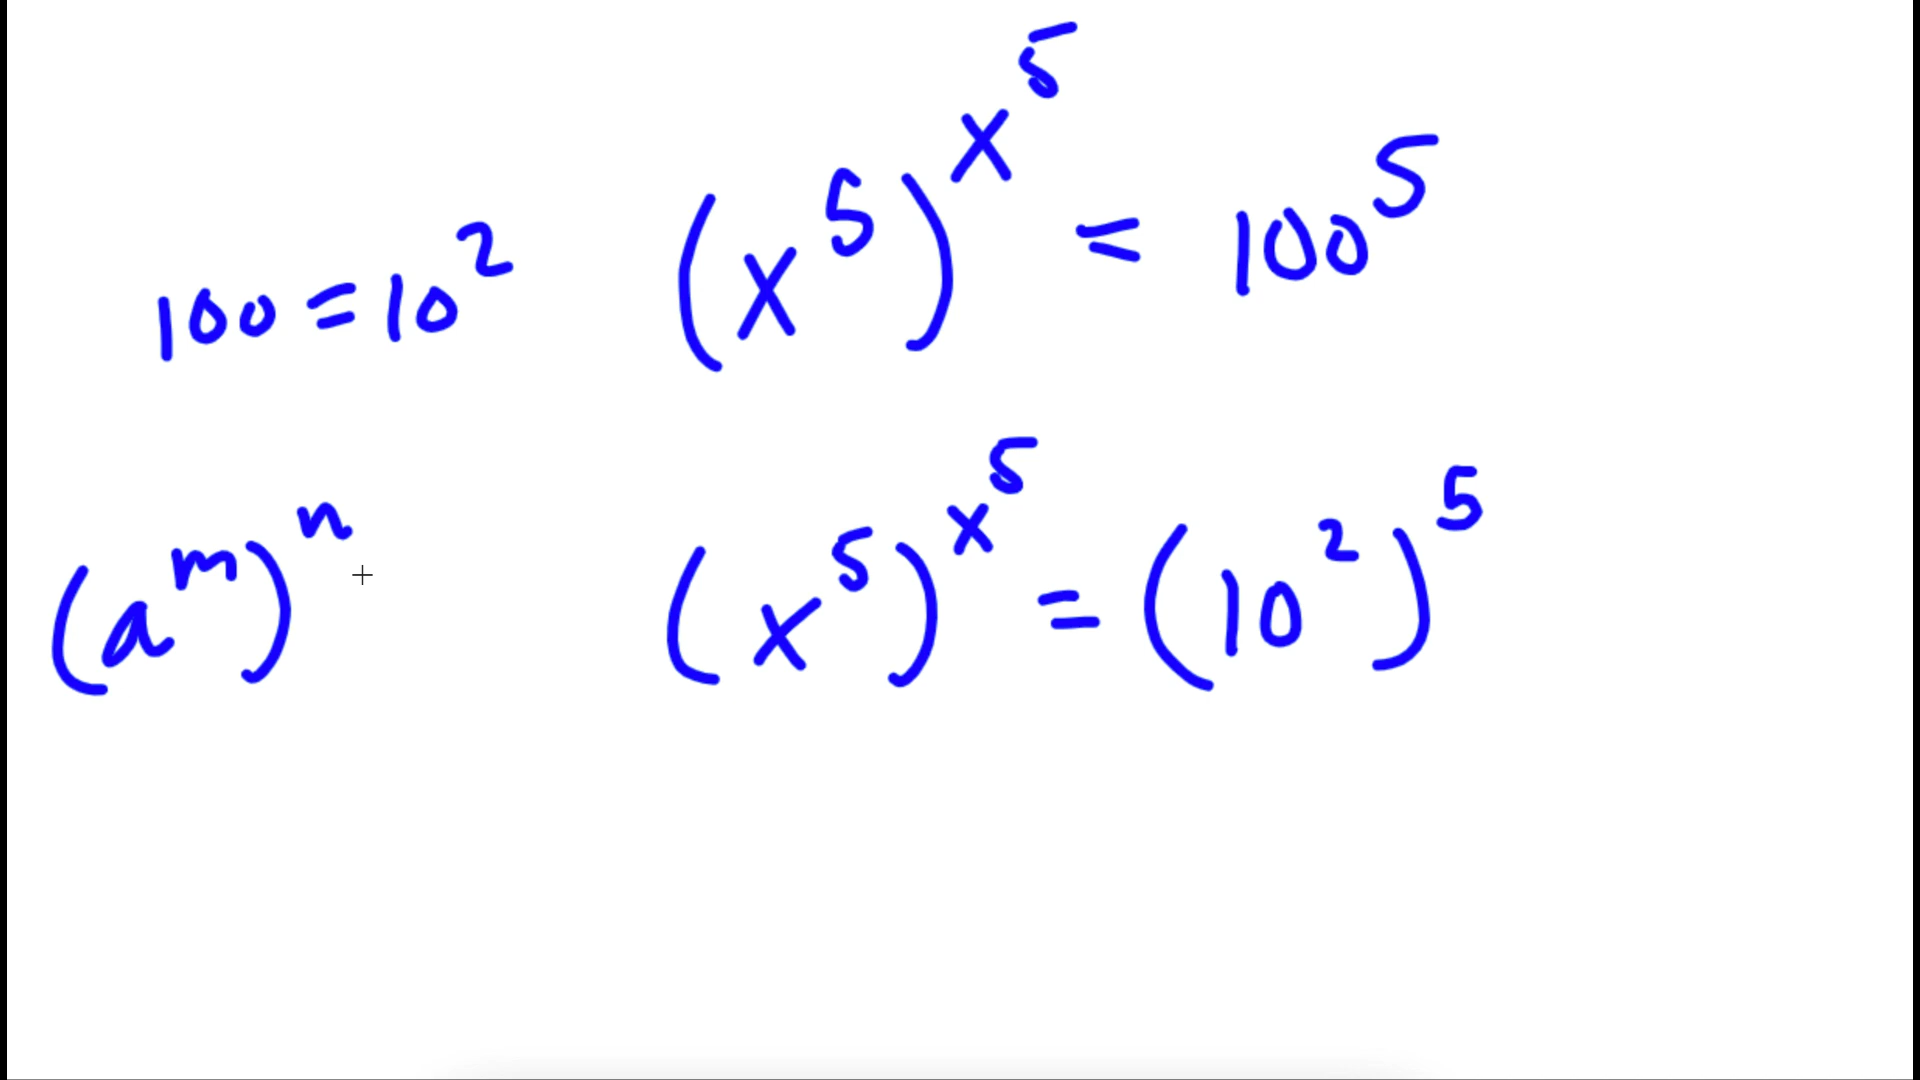 (x^5)^x^5 = 100^5
100 = 10^2
(a^m)^n
(x^5)^x^5 = (10^2)^5